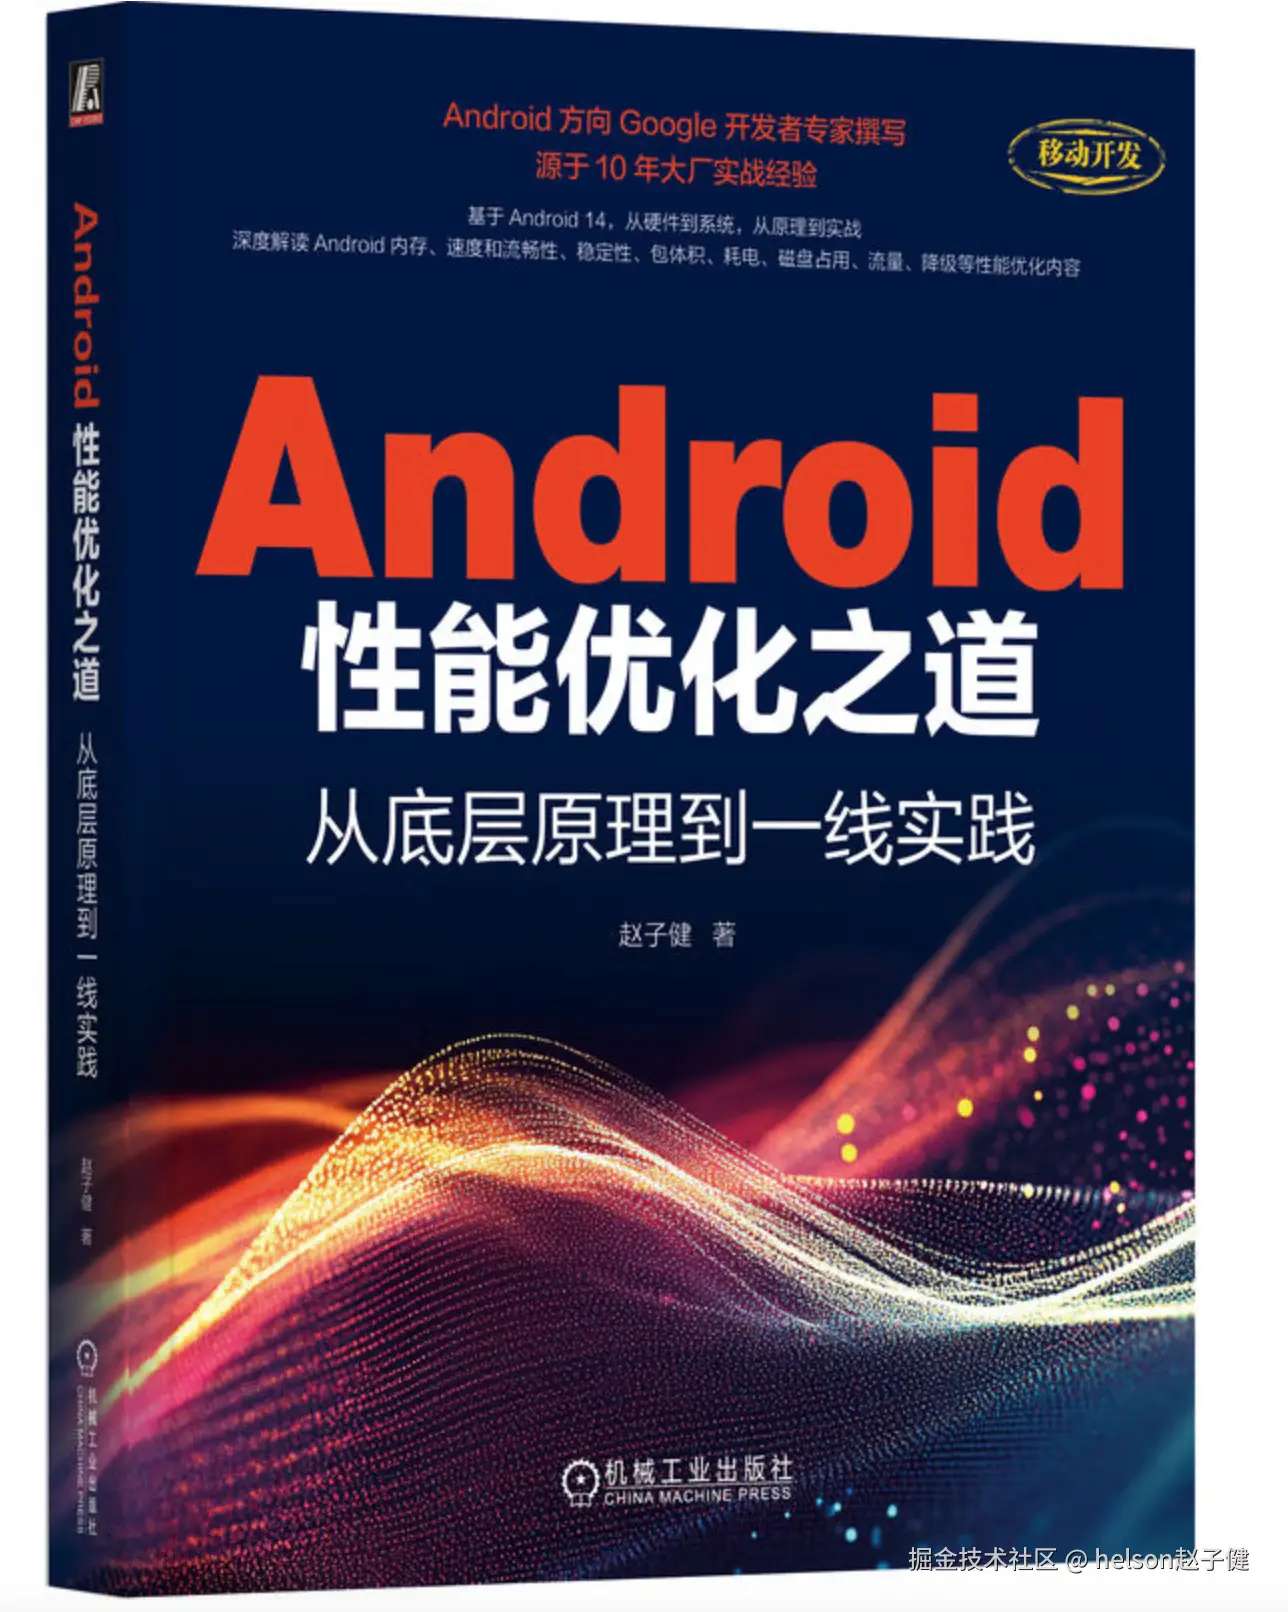 Android 方向 Google 开发者专家撰写
源于 10 年大厂实战经验
移动开发
基于 Android 14，从硬件到系统，从原理到实战
深度解读 Android 内存、速度和流畅性、稳定性、包体积、耗电、磁盘占用、流量、降级等性能优化内容
Android
性能优化之道
从底层原理到一线实践
赵子健 著
机械工业出版社
CHINA MACHINE PRESS
Android 性能优化之道 从底层原理到一线实践
赵子健 著
机械工业出版社
CHINA MACHINE PRESS
掘金技术社区 @ helson赵子健